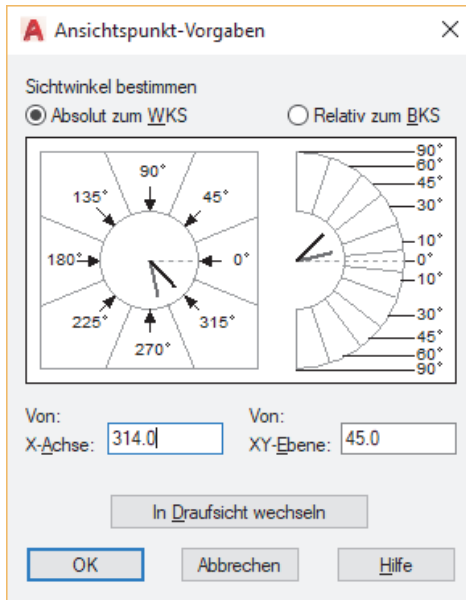 Ansichtspunkt-Vorgaben
Sichtwinkel bestimmen
Absolut zum WKS
Relativ zum BKS
90°
135° 45°
180° 0°
225° 315°
270°
90°
60°
45°
30°
10°
0°
10°
30°
45°
60°
90°
Von:
X-Achse: 314.0
Von:
XY-Ebene: 45.0
In Draufsicht wechseln
OK Abbrechen Hilfe